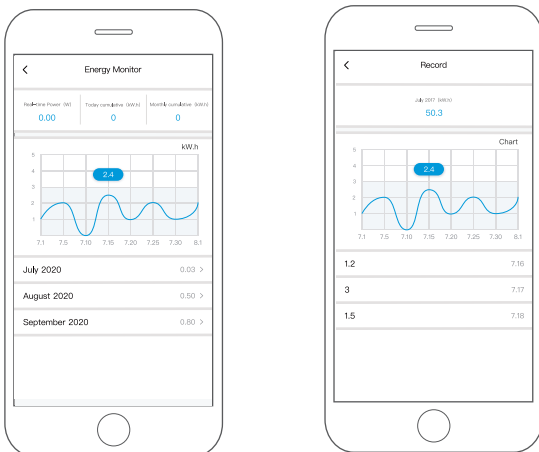 Energy Monitor
Real-time Power (W) Today cumulative (kW.h) Monthly cumulative (kW.h)
0.00 0 0
kW.h
5
4
2.4
3
2
1
7.1 7.5 7.10 7.15 7.20 7.25 7.30 8.1
July 2020 0.03 >
August 2020 0.50 >
September 2020 0.80 >
Record
July 2017 (kW.h)
50.3
Chart
5
4
2.4
3
2
1
7.1 7.5 7.10 7.15 7.20 7.25 7.30 8.1
1.2 7.16
3 7.17
1.5 7.18